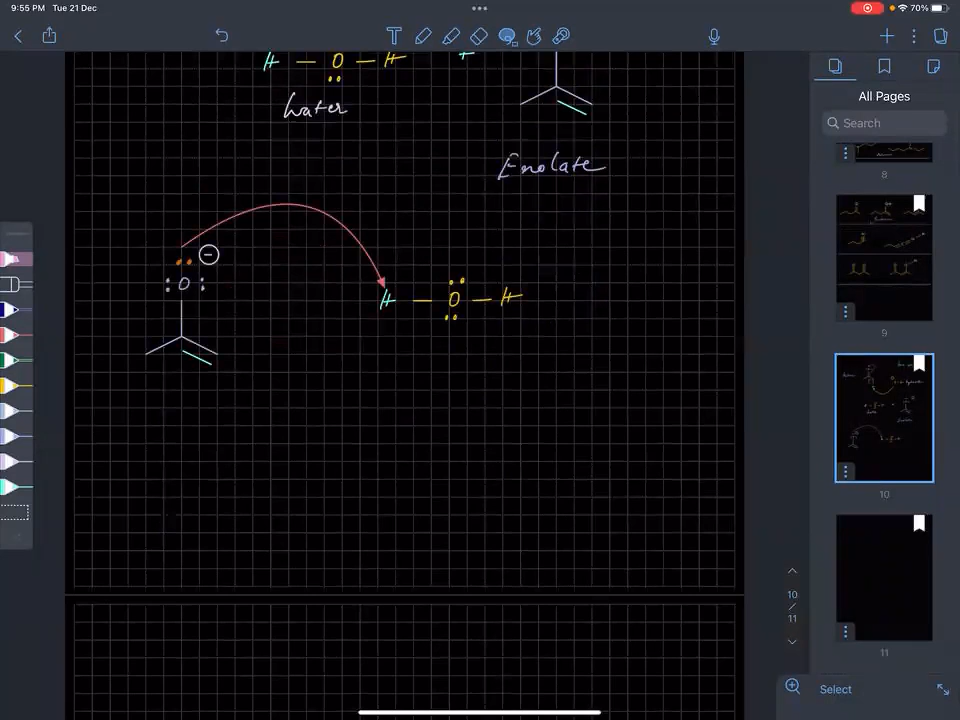 9:55 PM Tue 21 Dec
70%
T
All Pages
Search
H — O — H
Water
Enolate
8
O
H — O — H
9
10
10
/
11
11
Select